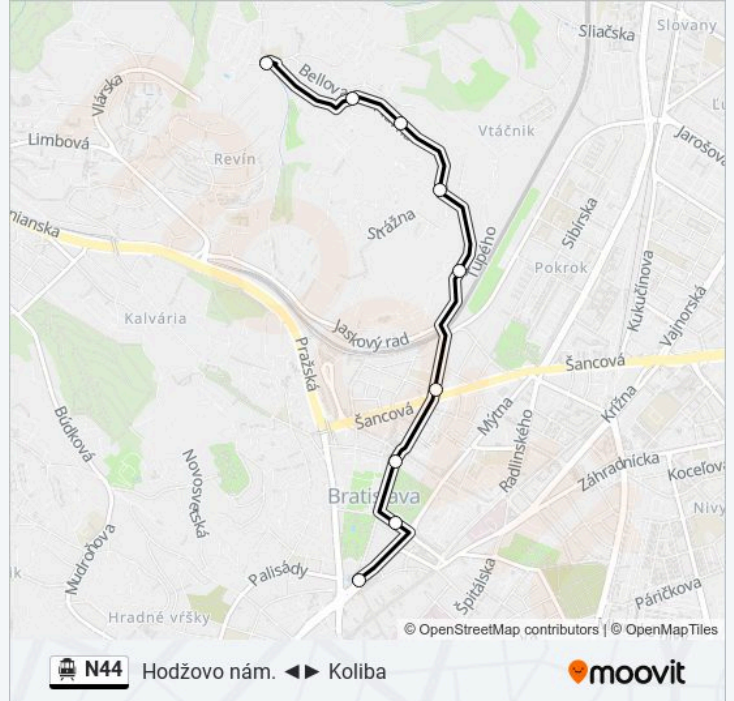 Sliačska
Slovany
Bellova
Vlárska
Vtáčnik
Jarošova
Limbová
Revín
Strážna
Sibírska
nianska
Tupého
Pokrok
Kukučínova
Vajnorská
Kalvária
Jaskový rad
Pražská
Šancová
Šancová
Mýtna
Krížna
Búdková
Radlinského
Novosvetská
Záhradnícka
Koceľova
Bratislava
Nivy
Mudroňova
Palisády
Špitálska
Páričkova
Hradné vŕšky
© OpenStreetMap contributors | © OpenMapTiles
N44 Hodžovo nám. ◄► Koliba
moovit